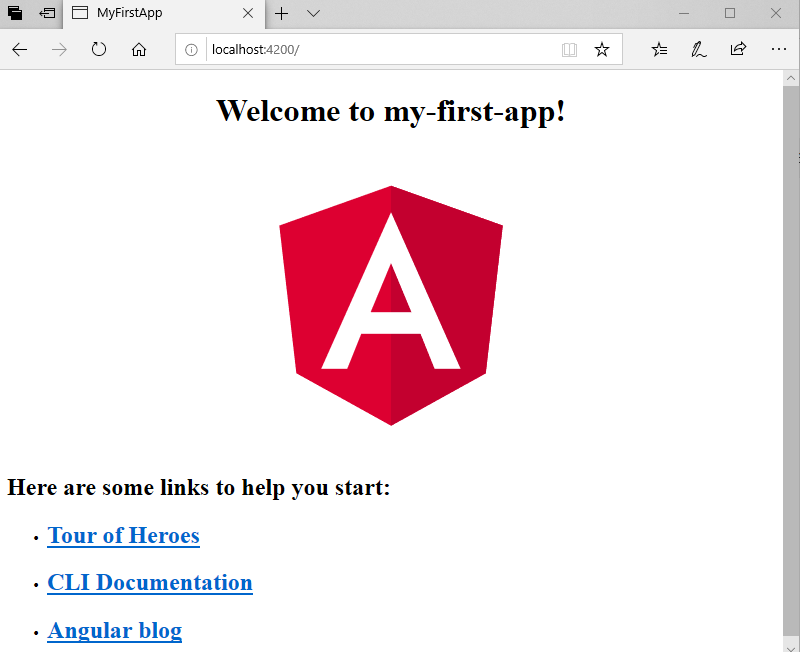 MyFirstApp
localhost:4200/
Welcome to my-first-app!
A
Here are some links to help you start:
Tour of Heroes
CLI Documentation
Angular blog